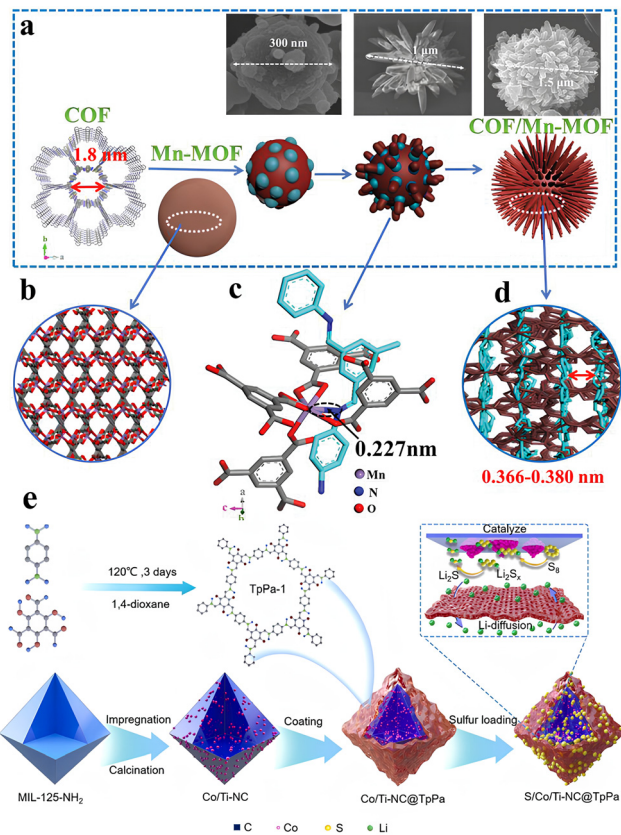 a
300 nm
1 μm
1.5 μm
COF
1.8 nm
Mn-MOF
COF/Mn-MOF
b
a
b
c
d
0.227nm
Mn
N
O
a
c
b
0.366-0.380 nm
e
120℃ ,3 days
1,4-dioxane
TpPa-1
Catalyze
Li₂S
Li₂Sₓ
S₈
Li-diffusion
Impregnation
Calcination
Coating
Sulfur loading
MIL-125-NH₂
Co/Ti-NC
Co/Ti-NC@TpPa
S/Co/Ti-NC@TpPa
C
Co
S
Li